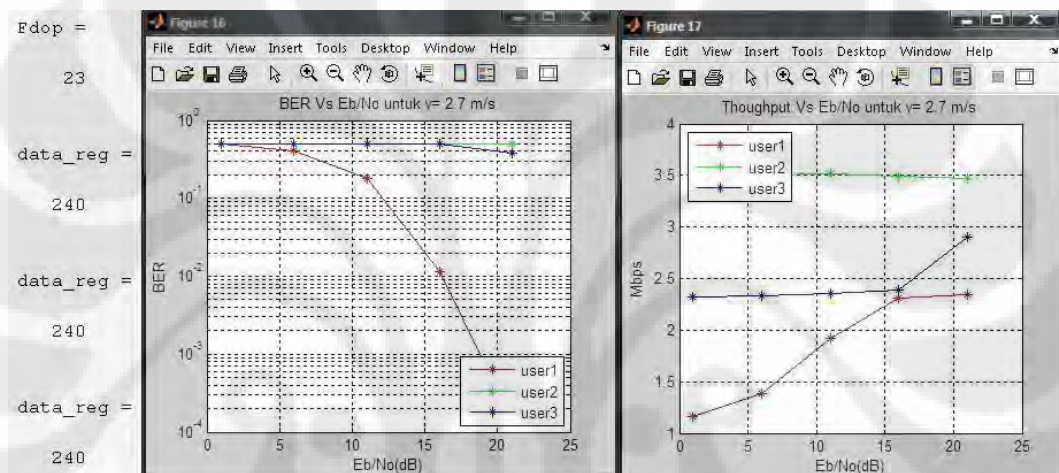 Fdop =
23
data_reg =
240
data_reg =
240
data_reg =
240
Figure 16
File Edit View Insert Tools Desktop Window Help
BER Vs Eb/No untuk v= 2.7 m/s
BER
10^0
10^-1
10^-2
10^-3
10^-4
user1
user2
user3
0 5 10 15 20 25
Eb/No(dB)
Figure 17
File Edit View Insert Tools Desktop Window Help
Thoughput Vs Eb/No untuk v= 2.7 m/s
Mbps
4
3.5
3
2.5
2
1.5
1
user1
user2
user3
0 5 10 15 20 25
Eb/No(dB)